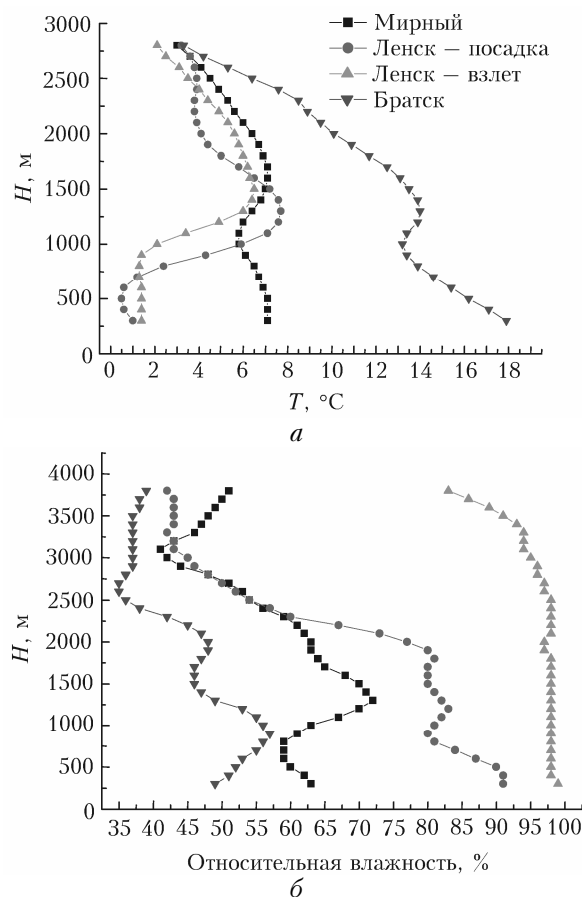 Мирный
Ленск – посадка
Ленск – взлет
Братск
3000
2500
2000
1500
1000
500
0
H, м
0 2 4 6 8 10 12 14 16 18
T, °C
а
4000
3500
3000
2500
2000
1500
1000
500
0
H, м
35 40 45 50 55 60 65 70 75 80 85 90 95 100
Относительная влажность, %
б